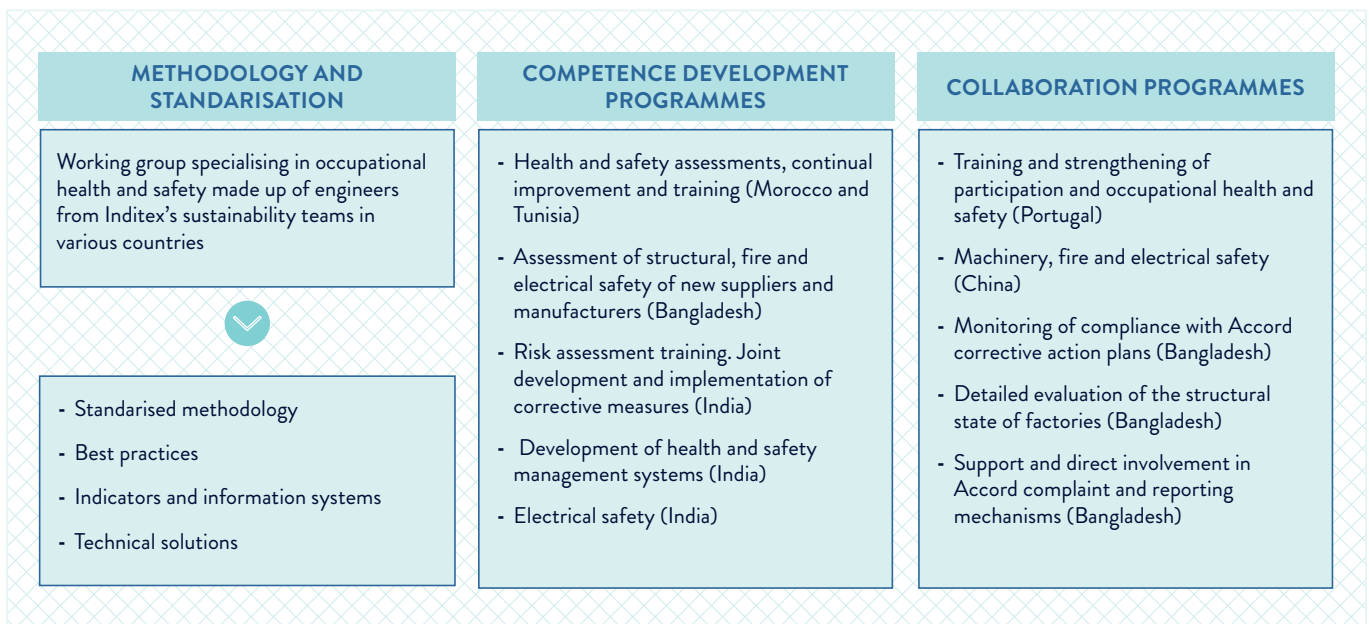 METHODOLOGY AND
STANDARISATION
Working group specialising in occupational
health and safety made up of engineers
from Inditex's sustainability teams in
various countries
- Standarised methodology
- Best practices
- Indicators and information systems
- Technical solutions
COMPETENCE DEVELOPMENT
PROGRAMMES
- Health and safety assessments, continual
improvement and training (Morocco and
Tunisia)
- Assessment of structural, fire and
electrical safety of new suppliers and
manufacturers (Bangladesh)
- Risk assessment training. Joint
development and implementation of
corrective measures (India)
- Development of health and safety
management systems (India)
- Electrical safety (India)
COLLABORATION PROGRAMMES
- Training and strengthening of
participation and occupational health and
safety (Portugal)
- Machinery, fire and electrical safety
(China)
- Monitoring of compliance with Accord
corrective action plans (Bangladesh)
- Detailed evaluation of the structural
state of factories (Bangladesh)
- Support and direct involvement in
Accord complaint and reporting
mechanisms (Bangladesh)